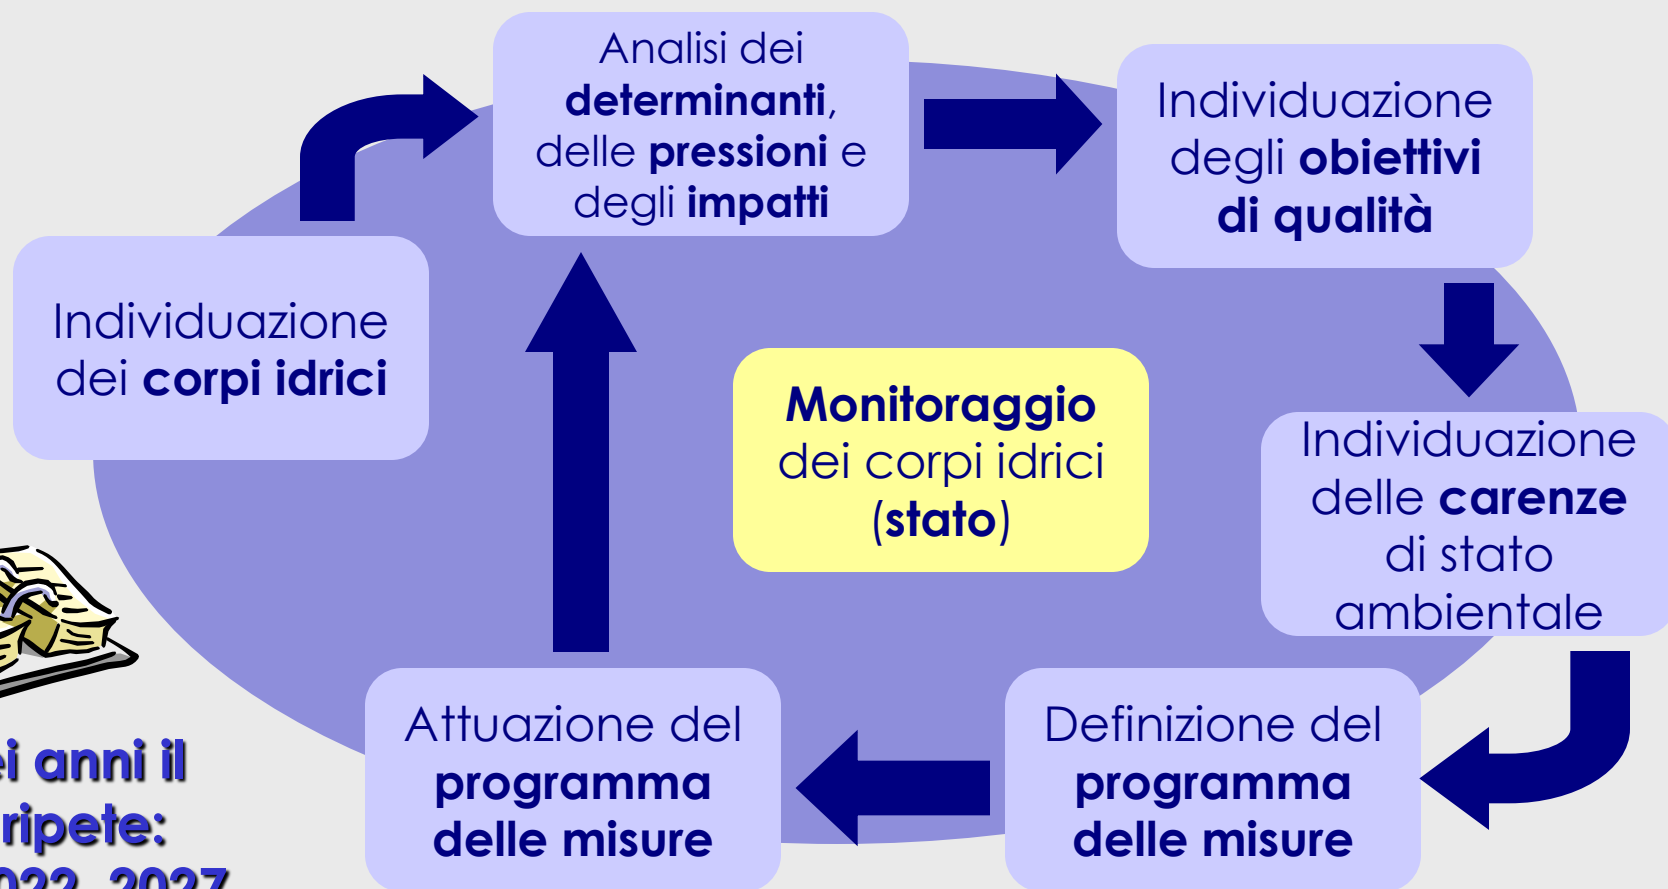 Analisi dei
determinanti,
delle pressioni e
degli impatti
Individuazione
degli obiettivi
di qualità
Individuazione
dei corpi idrici
Monitoraggio
dei corpi idrici
(stato)
Individuazione
delle carenze
di stato
ambientale
Attuazione del
programma
delle misure
Definizione del
programma
delle misure
anni il
ripete:
2027